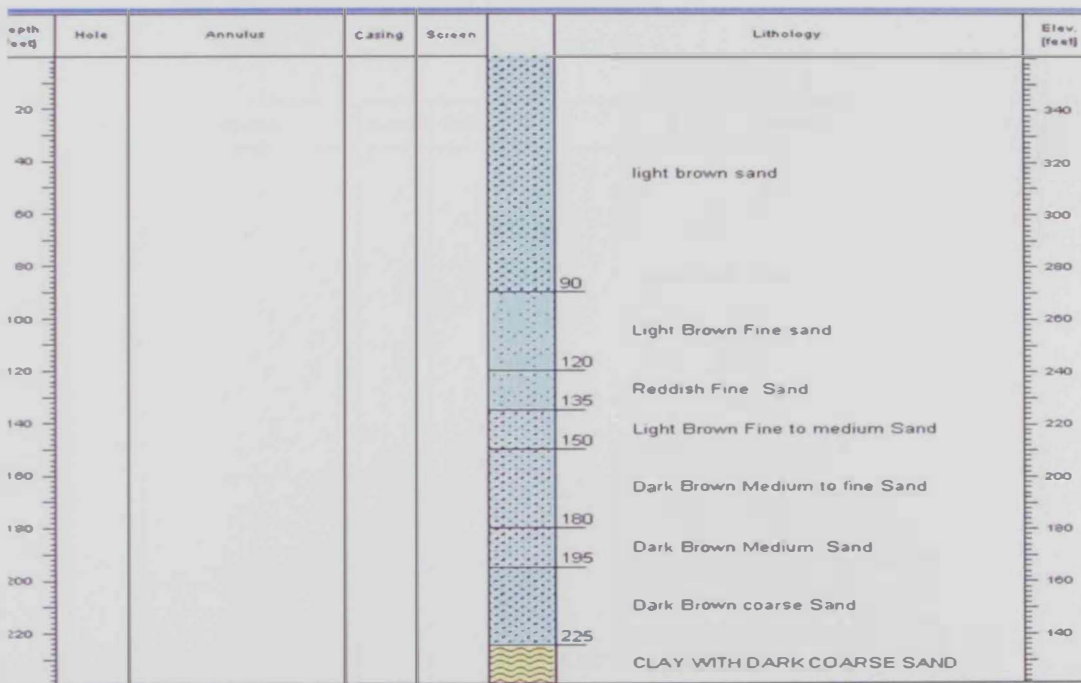 epth Hole Annulus Casing Screen Lithology Elev.
feet] [feet]
20 340
light brown sand
40 320
60 300
80 280
90
100 Light Brown Fine sand 260
120
120 240
Reddish Fine Sand
135
140 Light Brown Fine to medium Sand 220
150
160 Dark Brown Medium to fine Sand 200
180
180 180
Dark Brown Medium Sand
195
200 160
Dark Brown coarse Sand
220 225 140
CLAY WITH DARK COARSE SAND